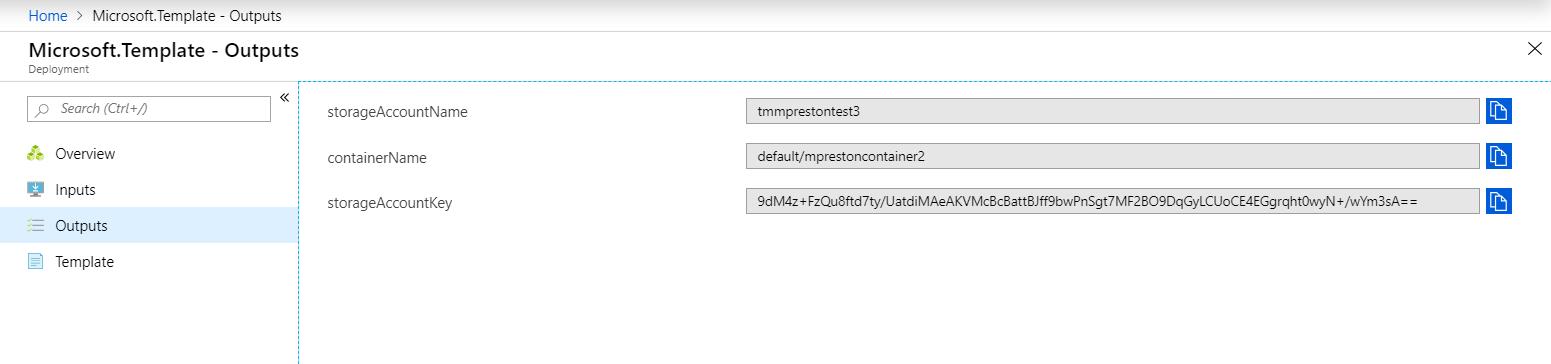 Home > Microsoft.Template - Outputs
Microsoft.Template - Outputs
Deployment
Search (Ctrl+/)
Overview
Inputs
Outputs
Template
storageAccountName
tmmprestontest3
containerName
default/mprestoncontainer2
storageAccountKey
9dM4z+FzQu8ftd7ty/UatdiMAeAKVMcBcBattBJff9bwPnSgt7MF2BO9DqGyLCUoCE4EGgrqht0wyN+/wYm3sA==